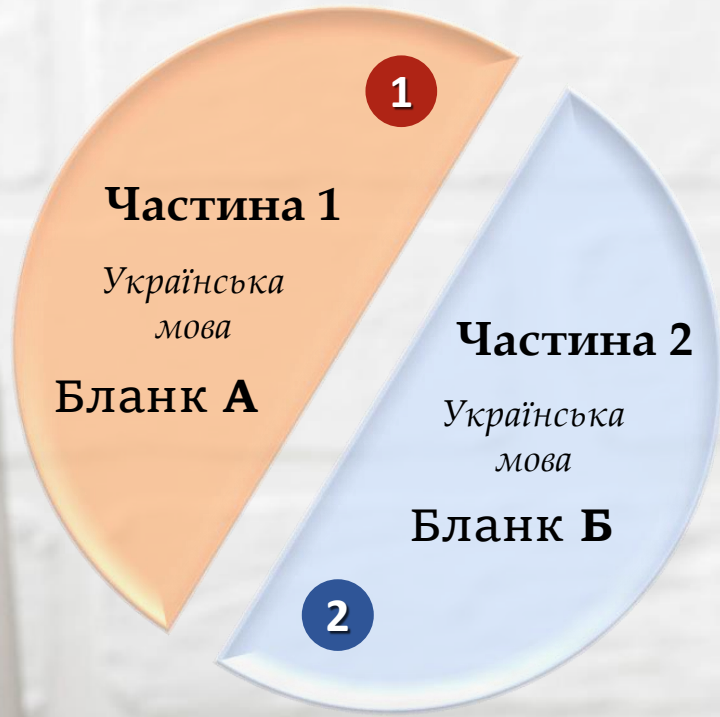 1
Частина 1
Українська
мова
Бланк А
Частина 2
Українська
мова
Бланк Б
2